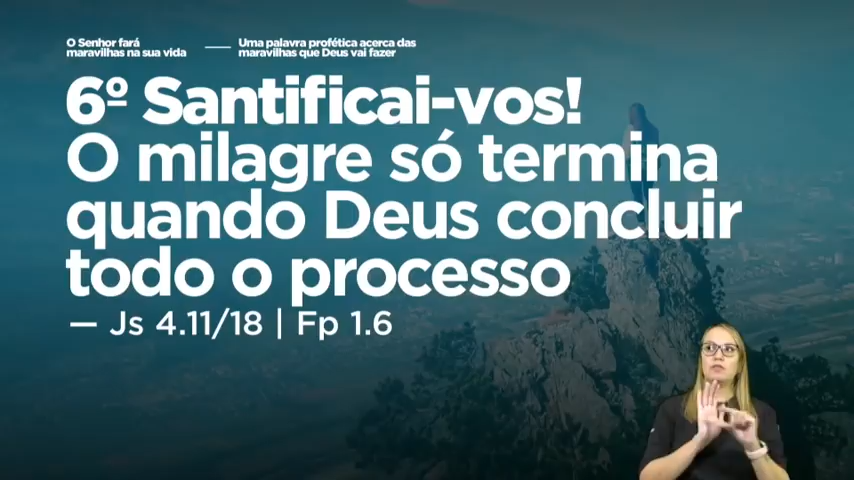 O Senhor fará
maravilhas na sua vida
Uma palavra profética acerca das
maravilhas que Deus vai fazer
6º Santificai-vos!
O milagre só termina
quando Deus concluir
todo o processo
— Js 4.11/18 | Fp 1.6